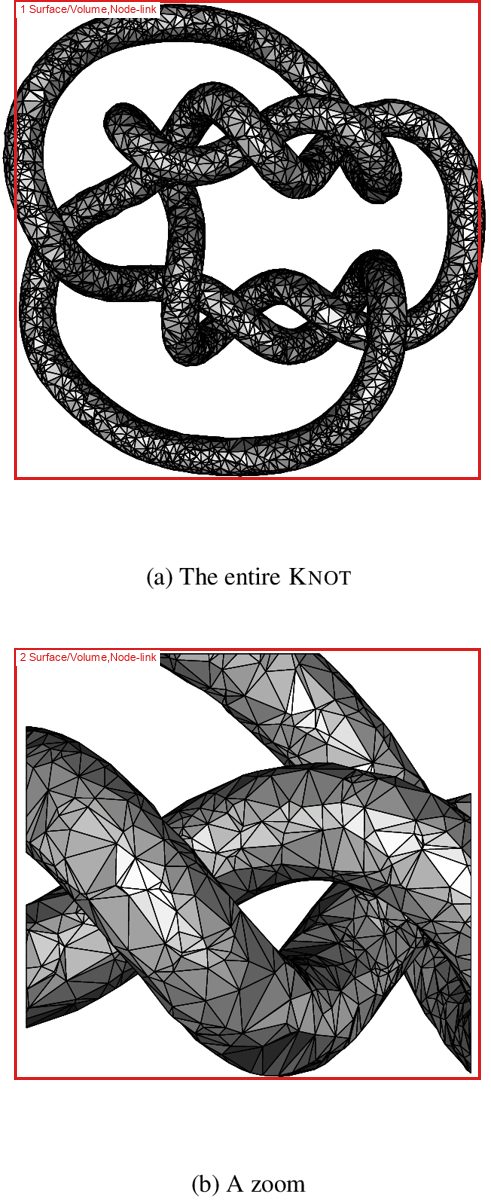 1 Surface/Volume,Node-link
(a) The entire KNOT
2 Surface/Volume,Node-link
(b) A zoom